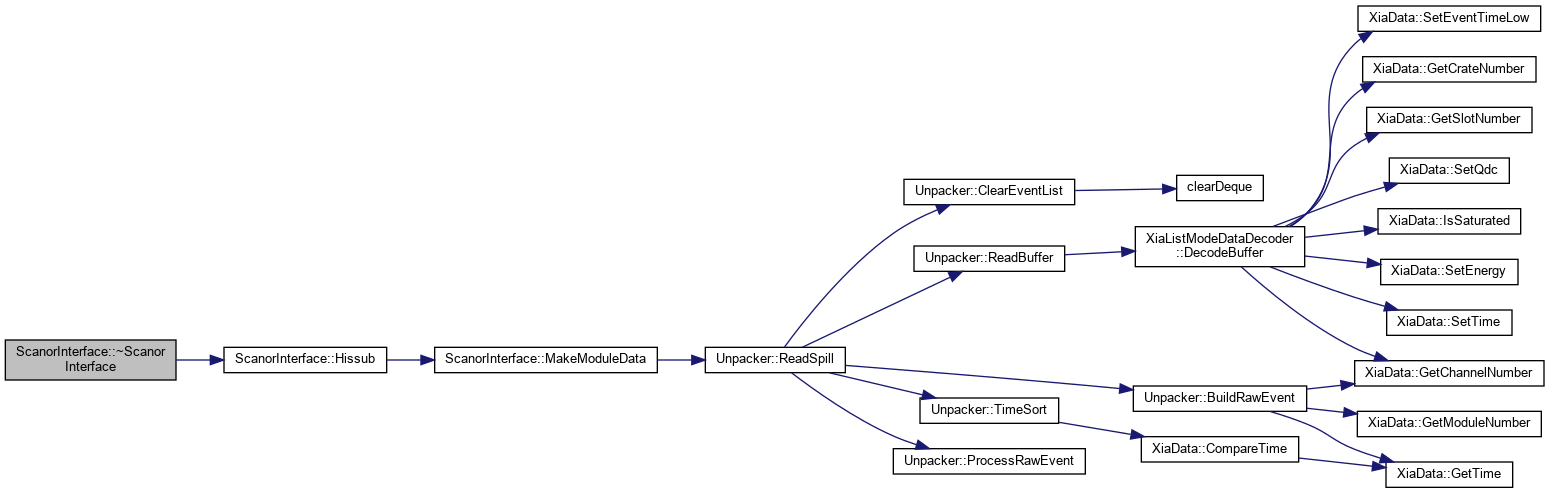 ScanorInterface::~Scanor
Interface
ScanorInterface::Hissub
ScanorInterface::MakeModuleData
Unpacker::ReadSpill
Unpacker::ClearEventList
Unpacker::ReadBuffer
Unpacker::BuildRawEvent
Unpacker::TimeSort
Unpacker::ProcessRawEvent
clearDeque
XiaListModeDataDecoder
::DecodeBuffer
XiaData::CompareTime
XiaData::SetEventTimeLow
XiaData::GetCrateNumber
XiaData::GetSlotNumber
XiaData::SetQdc
XiaData::IsSaturated
XiaData::SetEnergy
XiaData::SetTime
XiaData::GetChannelNumber
XiaData::GetModuleNumber
XiaData::GetTime